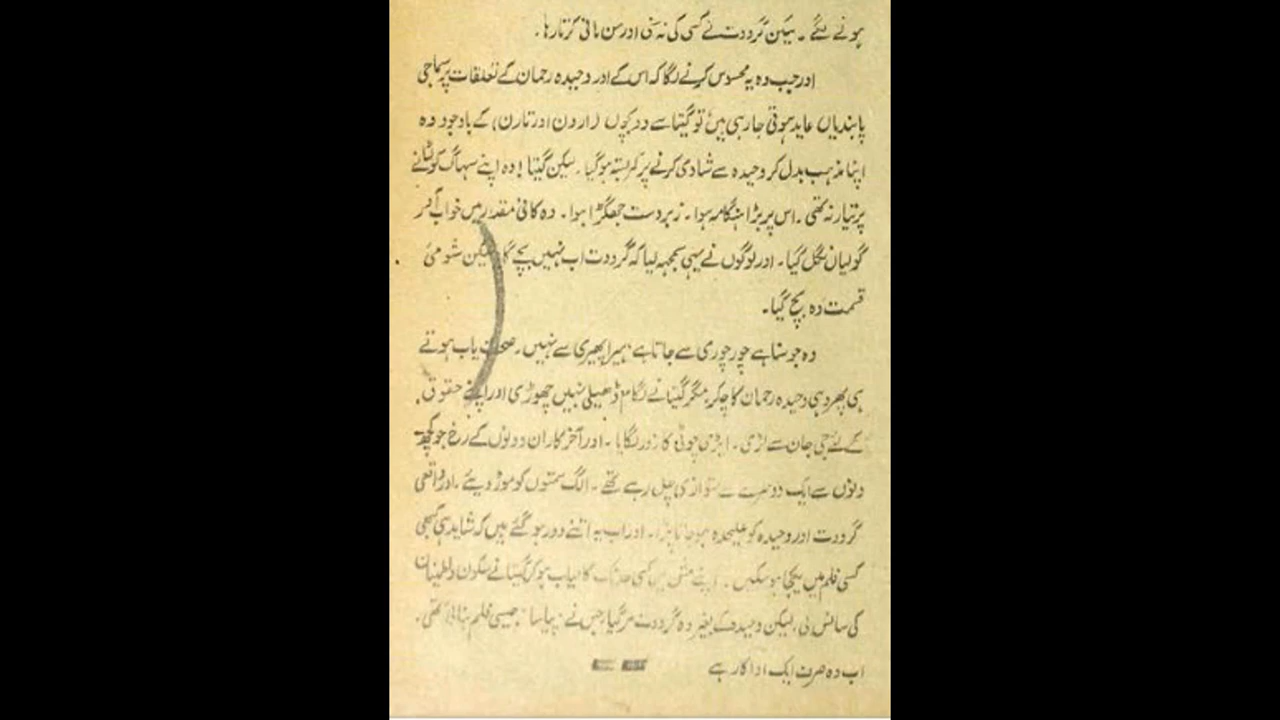 ہونے لگے ۔ لیکن گرودت نے کسی کی نہ سنی اور من مانی کرتا رہا ۔
اور جب وہ یہ محسوس کرنے لگا کہ اس کے اور وحیدہ رحمان کے تعلقات پر سماجی
پابندیاں عاید ہوتی جا رہی ہیں تو گیتا سے دو بچوں (ارون اور تارن) کے باوجود وہ
اپنا مذہب بدل کر وحیدہ سے شادی کرنے پر کمر بستہ ہو گیا ۔ لیکن گیتا ! وہ اپنے سہاگ کو لٹانے
پر تیار نہ تھی ۔ اس پر بڑا ہنگامہ ہوا ۔ زبردست جھگڑا ہوا ۔ وہ کافی مقدار میں خواب آور
گولیاں نگل گیا ۔ اور لوگوں نے یہی سمجھ لیا کہ گرودت اب نہیں بچے گا لیکن شومئی
قسمت وہ بچ گیا ۔
وہ جو سنا ہے چور چوری سے جاتا ہے ، ہیرا پھیری سے نہیں ۔ صحت یاب ہوتے
ہی پھر وہی وحیدہ رحمان کا چکر مگر گیتا نے لگام ڈھیلی نہیں چھوڑی اور اپنے حقوق
کے لئے جی جان سے لڑی ۔ ایڑی چوٹی کا زور لگایا ۔ اور آخر کار ان دونوں کے رخ جو کچھ
دنوں سے ایک دوسرے سے متوازی چل رہے تھے ۔ الگ سمتوں کو موڑ دیئے ۔ اور واقعی
گرودت اور وحیدہ کو علیحدہ ہو جانا پڑا ۔ اور اب یہ اتنے دور ہو گئے ہیں کہ شاید ہی کبھی
کسی فلم میں یکجا ہو سکیں ۔ اپنے میں کسی حد تک کامیاب ہو کر گیتا نے سکون و اطمینان
کی سانس لی ، لیکن وحیدہ کے بغیر وہ گرودت مر گیا جس نے "پیاسا" جیسی فلم بنائی تھی ۔
اب وہ صرف ایک اداکار ہے